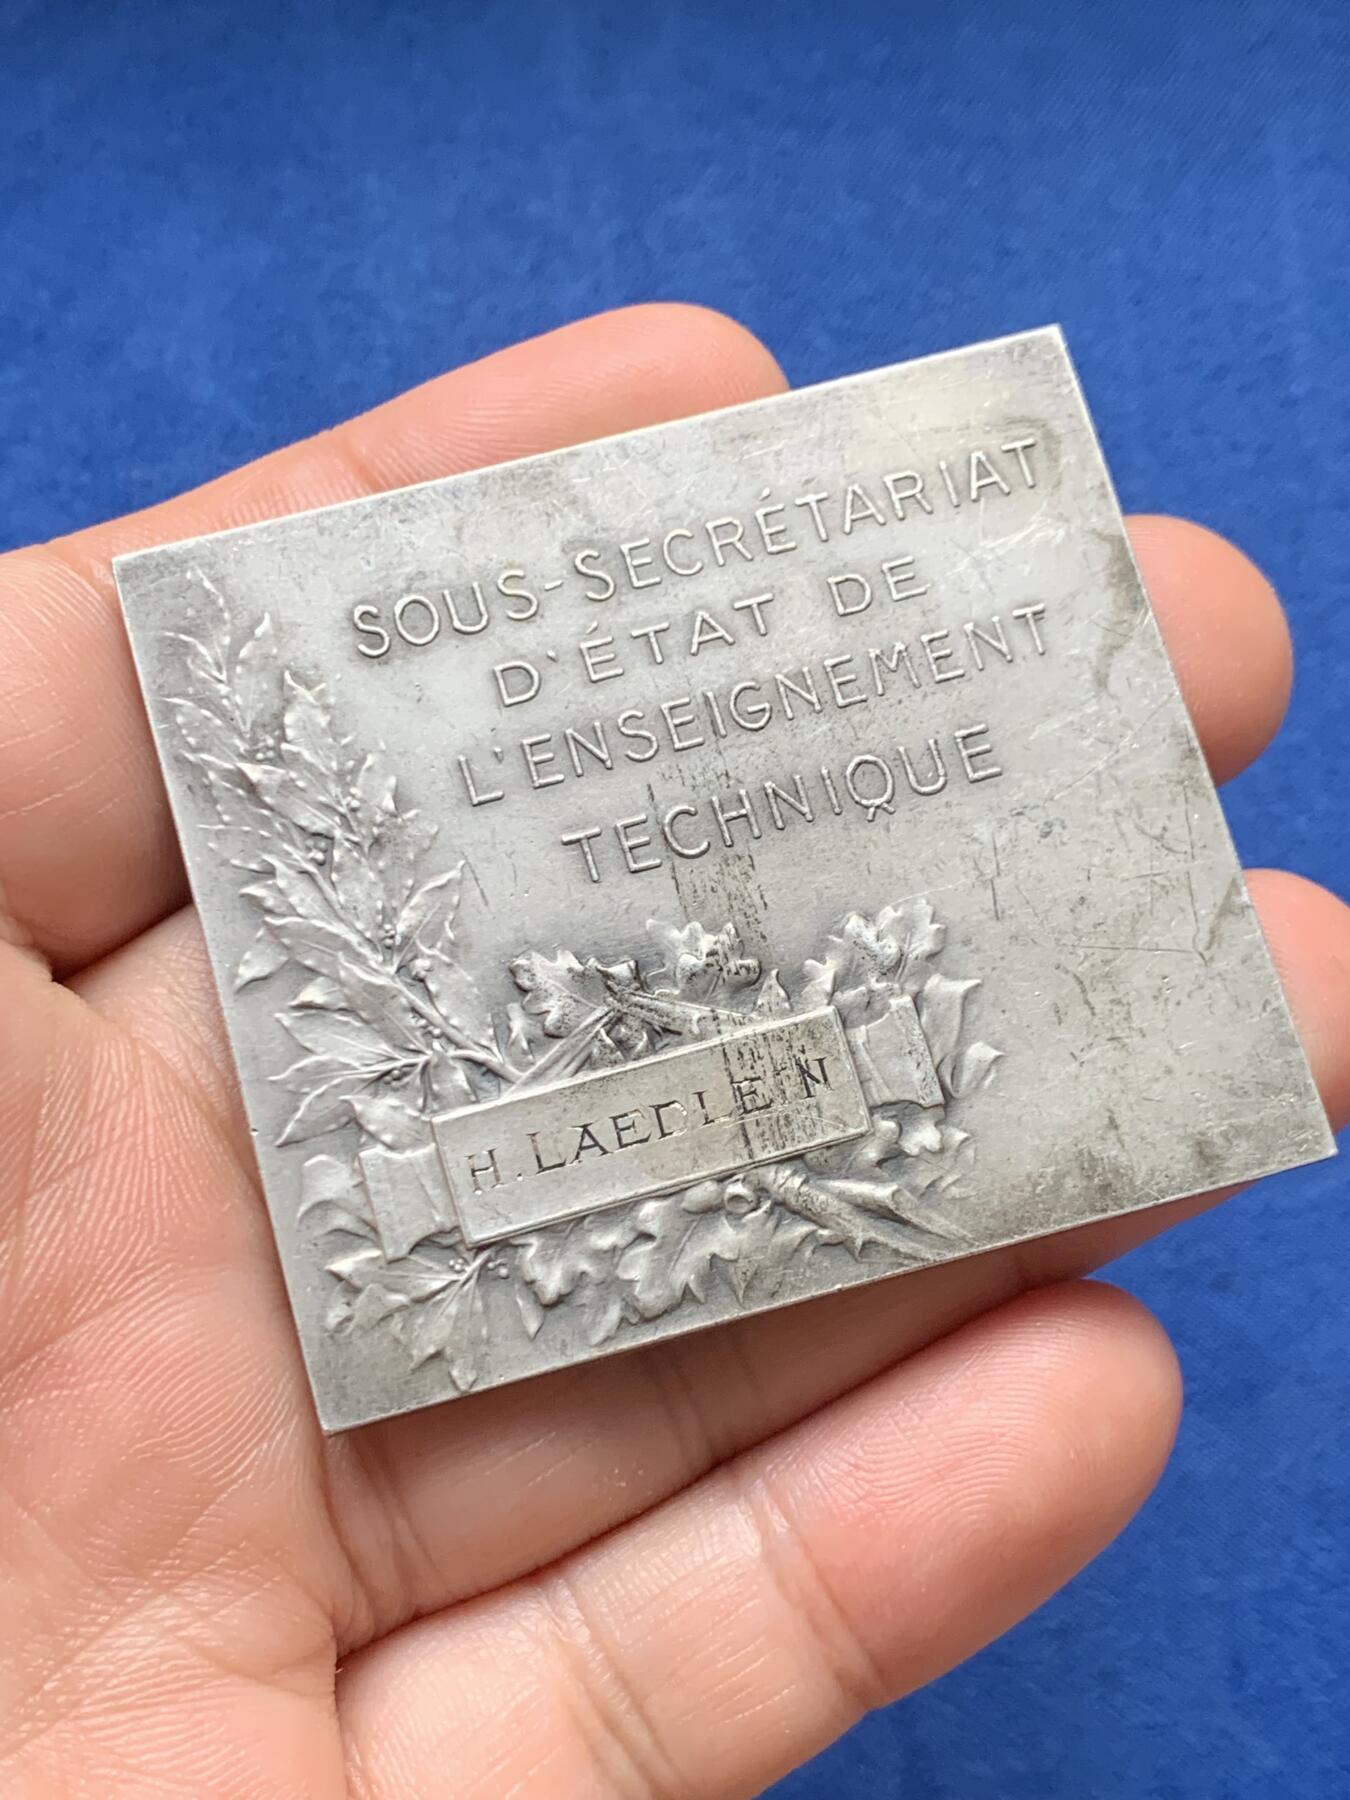 SOUS-SECRÉTARIAT
D'ÉTAT DE
L'ENSEIGNEMENT
TECHNIQUE
H. LAEDLEIN